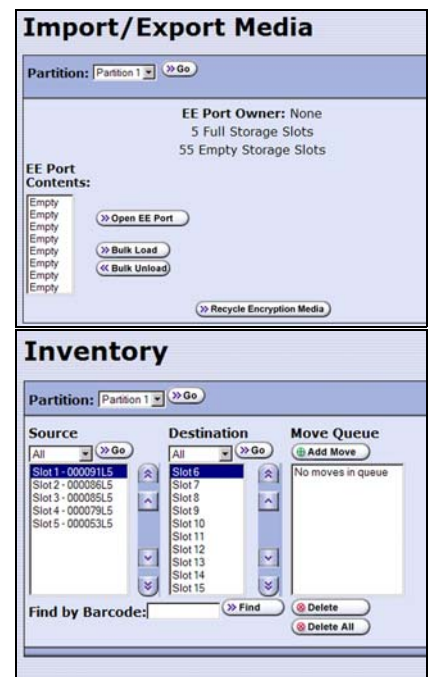 Import/Export Media
Partition: Partition 1 Go
EE Port Owner: None
5 Full Storage Slots
55 Empty Storage Slots
EE Port
Contents:
Empty
Empty
Empty
Empty
Empty
Empty
Empty
Empty
Open EE Port
Bulk Load
Bulk Unload
Recycle Encryption Media
Inventory
Partition: Partition 1 Go
Source
All Go
Slot 1 - 000091L5
Slot 2 - 000086L5
Slot 3 - 000085L5
Slot 4 - 000079L5
Slot 5 - 000053L5
Destination
All Go
Slot 6
Slot 7
Slot 8
Slot 9
Slot 10
Slot 11
Slot 12
Slot 13
Slot 14
Slot 15
Move Queue
Add Move
No moves in queue
Find by Barcode: Find
Delete
Delete All